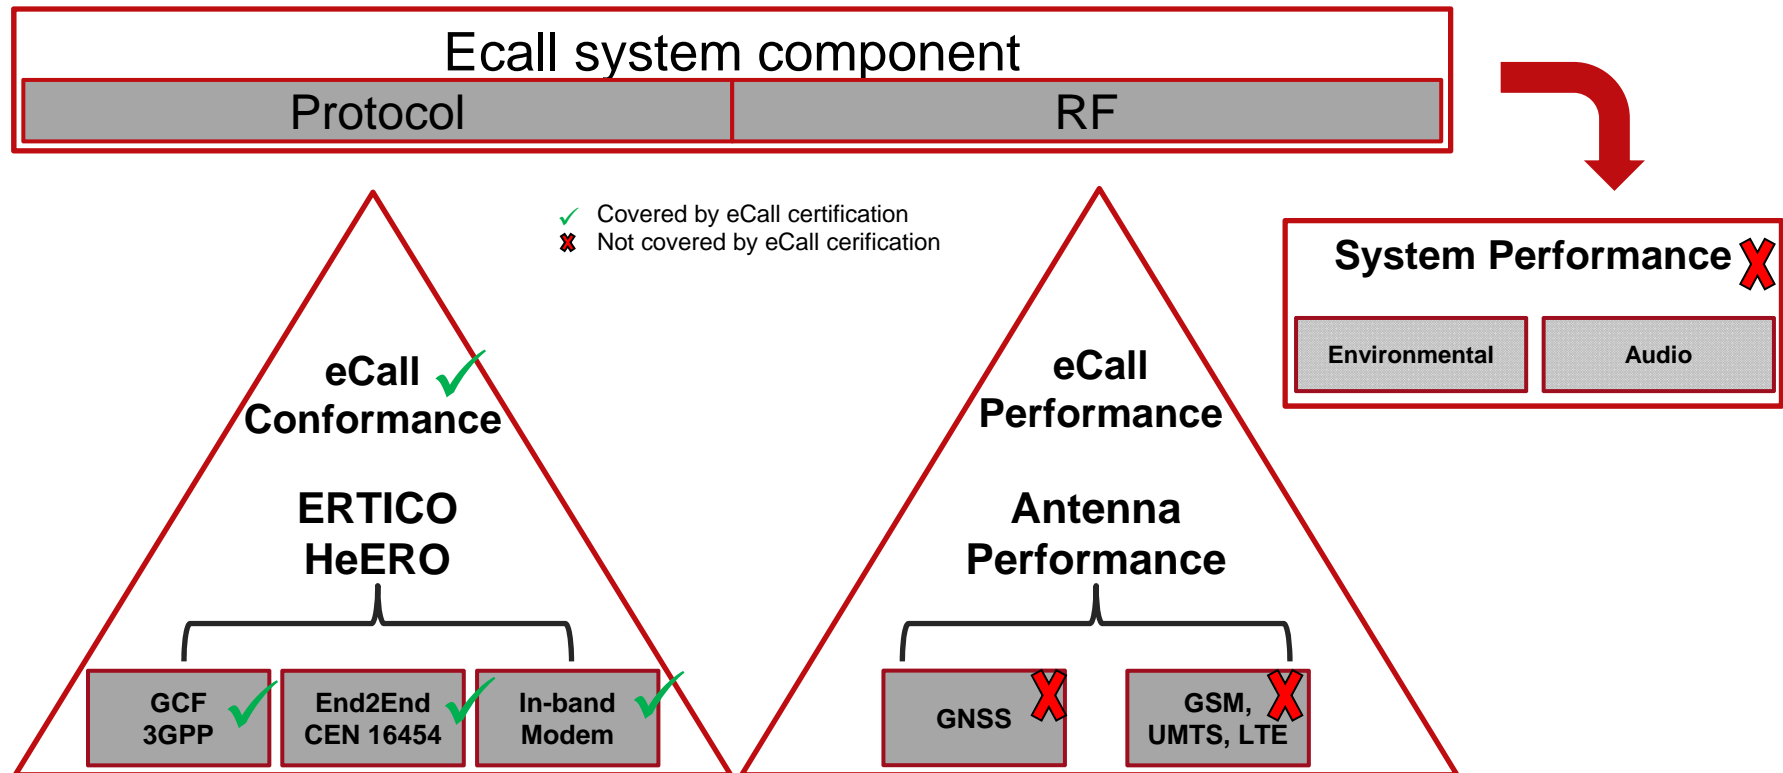 Ecall system component
Protocol
RF
Covered by eCall certification
Not covered by eCall cerification
System Performance
Environmental
Audio
eCall
Conformance
ERTICO
HeERO
GCF
3GPP
End2End
CEN 16454
In-band
Modem
eCall
Performance
Antenna
Performance
GNSS
GSM,
UMTS, LTE